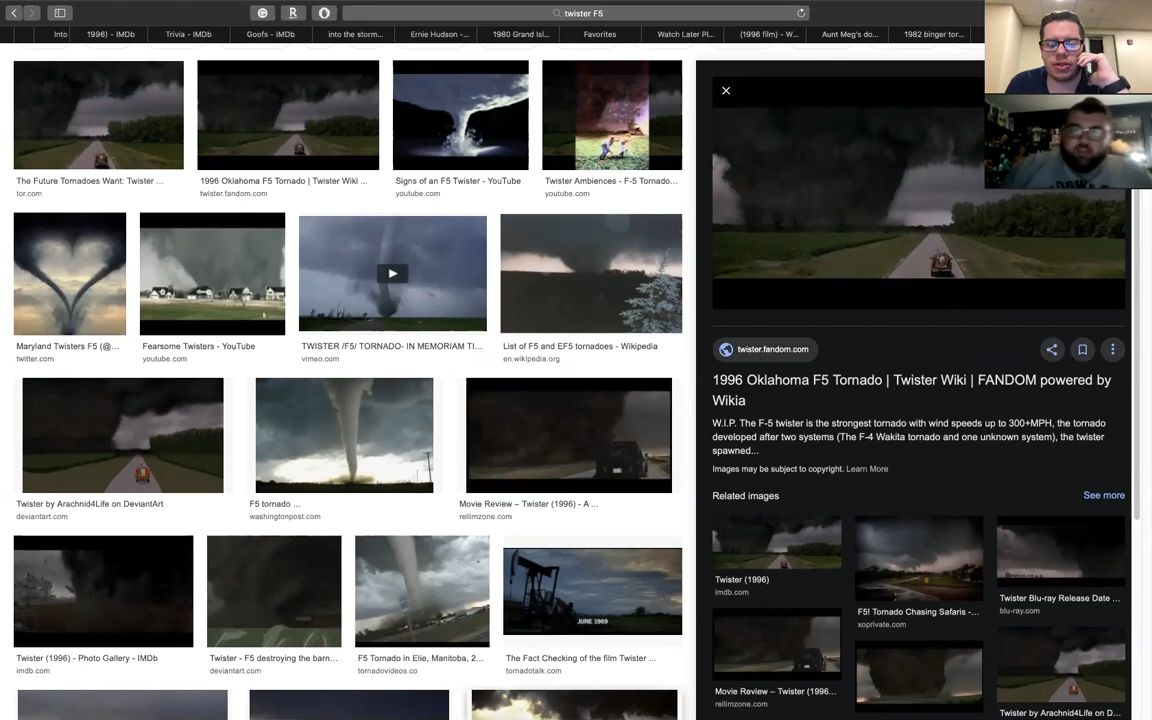 twister F5
Into
1996) – IMDb
Trivia – IMDb
Goofs – IMDb
into the storm...
Ernie Hudson -...
1980 Grand Isl...
Favorites
Watch Later Pl...
(1996 film) – W...
Aunt Meg's do...
1982 binger tor...
The Future Tornadoes Want: Twister ...
tor.com
1996 Oklahoma F5 Tornado | Twister Wiki ...
twister.fandom.com
Signs of an F5 Twister - YouTube
youtube.com
Twister Ambiences - F-5 Tornado...
youtube.com
Maryland Twisters F5 (@...
twitter.com
Fearsome Twisters - YouTube
youtube.com
TWISTER /F5/ TORNADO- IN MEMORIAM TI...
vimeo.com
List of F5 and EF5 tornadoes - Wikipedia
en.wikipedia.org
Twister by Arachnid4Life on DeviantArt
deviantart.com
F5 tornado ...
washingtonpost.com
Movie Review – Twister (1996) - A ...
rellimzone.com
JUNE 1969
Twister (1996) - Photo Gallery - IMDb
imdb.com
Twister - F5 destroying the barn...
deviantart.com
F5 Tornado in Elie, Manitoba, 2...
tornadovideos.co
The Fact Checking of the film Twister ...
tornadotalk.com
twister.fandom.com
1996 Oklahoma F5 Tornado | Twister Wiki | FANDOM powered by
Wikia
W.I.P. The F-5 twister is the strongest tornado with wind speeds up to 300+MPH, the tornado
developed after two systems (The F-4 Wakita tornado and one unknown system), the twister
spawned...
Images may be subject to copyright. Learn More
Related images
See more
Twister (1996)
imdb.com
F5! Tornado Chasing Safaris -...
xoprivate.com
Twister Blu-ray Release Date ...
blu-ray.com
Movie Review – Twister (1996...
rellimzone.com
Twister by Arachnid4Life on D...